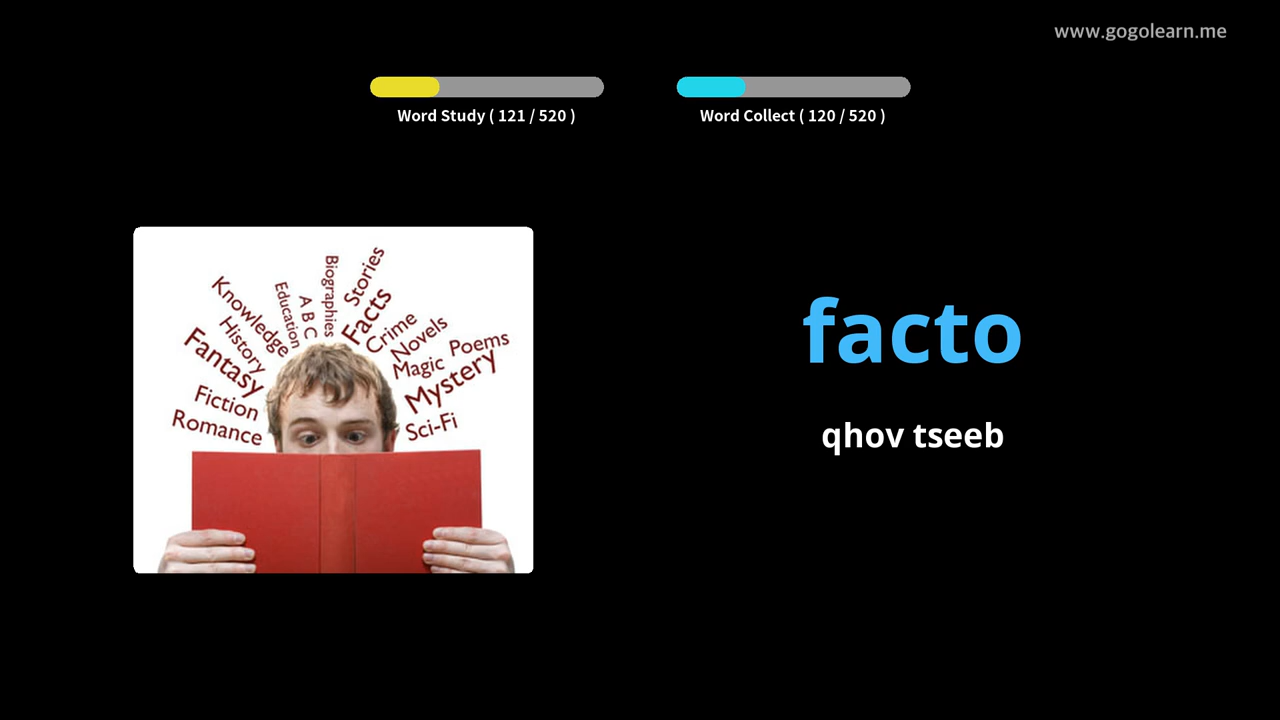 www.gogolearn.me
Word Study ( 121 / 520 )
Word Collect ( 120 / 520 )
Biographies
Stories
Education
A B C
Facts
Knowledge
Crime
History
Novels
Fantasy
Magic
Poems
Mystery
Fiction
Romance
Sci-Fi
facto
qhov tseeb